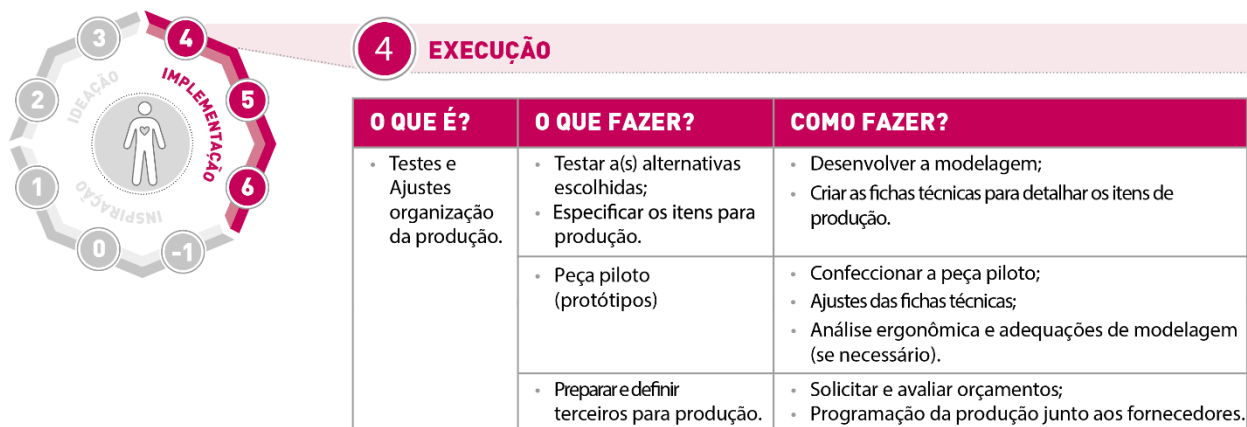 3
4
2
5
1
6
0
-1
IDEAÇÃO
IMPLEMENTAÇÃO
INSPIRAÇÃO
4 EXECUÇÃO
O QUE É?
O QUE FAZER?
COMO FAZER?
• Testes e
Ajustes
organização
da produção.
• Testar a(s) alternativas
escolhidas;
• Especificar os itens para
produção.
• Desenvolver a modelagem;
• Criar as fichas técnicas para detalhar os itens de
produção.
• Peça piloto
(protótipos)
• Confeccionar a peça piloto;
• Ajustes das fichas técnicas;
• Análise ergonômica e adequações de modelagem
(se necessário).
• Preparar e definir
terceiros para produção.
• Solicitar e avaliar orçamentos;
• Programação da produção junto aos fornecedores.